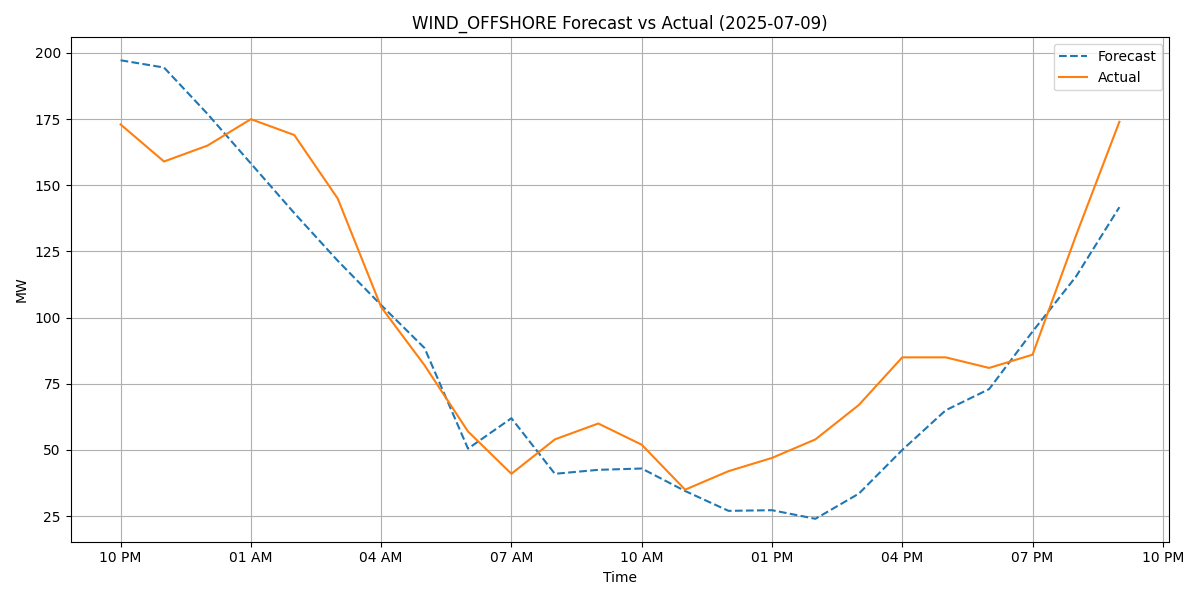 WIND_OFFSHORE Forecast vs Actual (2025-07-09)
Forecast
Actual
200
175
150
125
100
75
50
25
MW
10 PM 01 AM 04 AM 07 AM 10 AM 01 PM 04 PM 07 PM 10 PM
Time